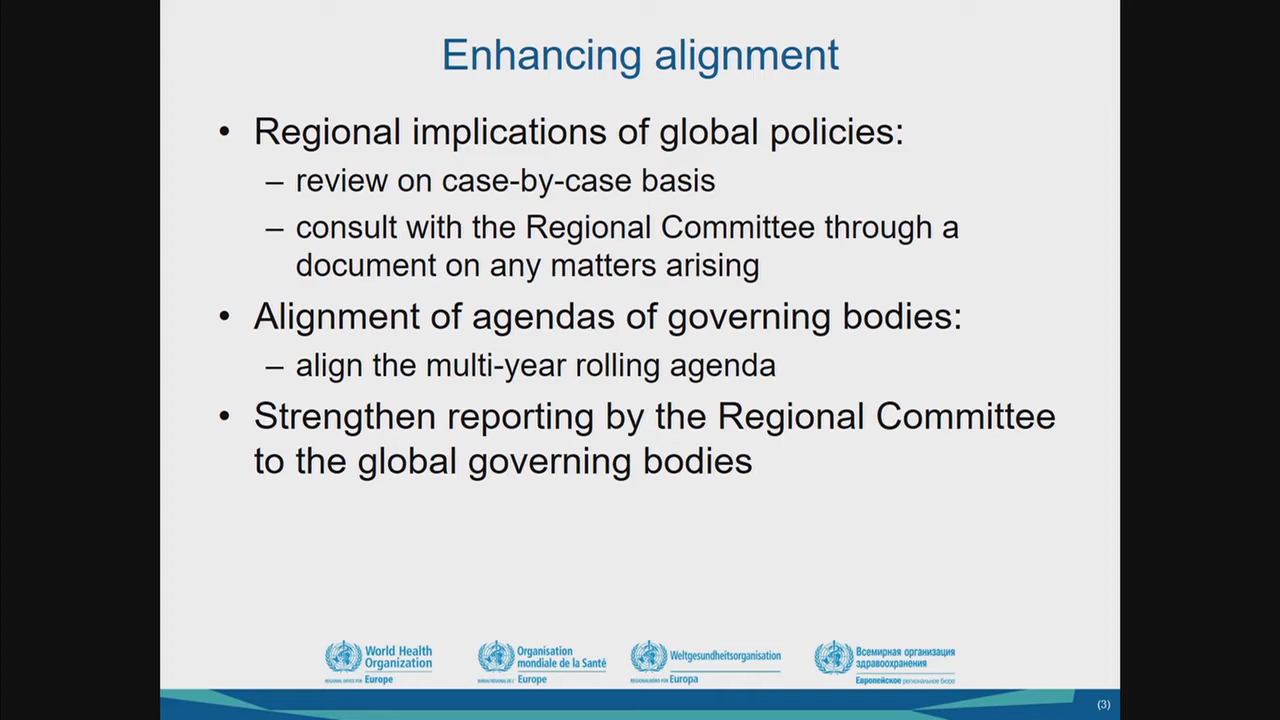 Enhancing alignment
• Regional implications of global policies:
– review on case-by-case basis
– consult with the Regional Committee through a
document on any matters arising
• Alignment of agendas of governing bodies:
– align the multi-year rolling agenda
• Strengthen reporting by the Regional Committee
to the global governing bodies
World Health
Organization
REGIONAL OFFICE FOR Europe
Organisation
mondiale de la Santé
BUREAU RÉGIONAL DE L' Europe
Weltgesundheitsorganisation
REGIONALBÜRO FÜR Europa
Всемирная организация
здравоохранения
Европейское региональное бюро
(3)